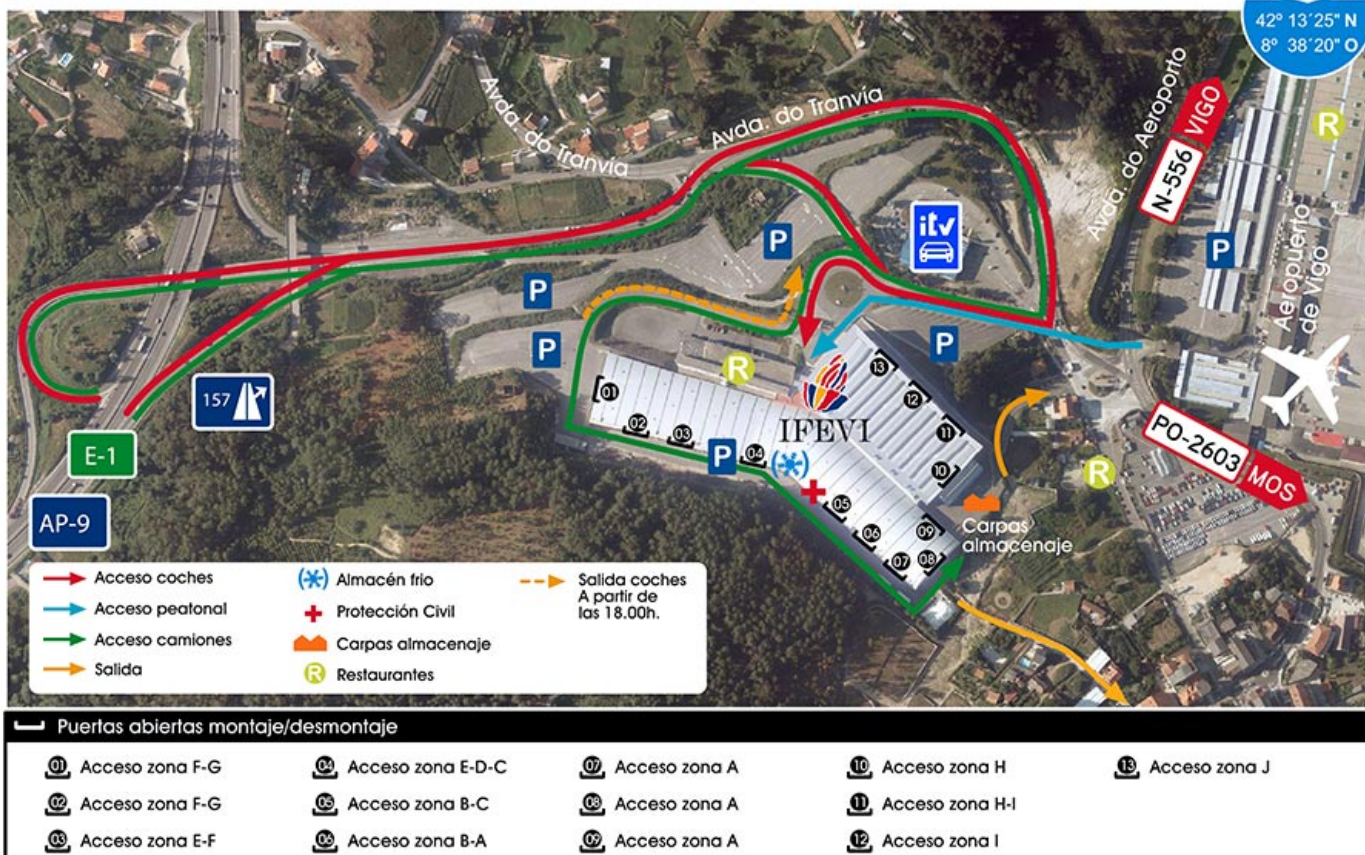 42º 13´25" N
8º 38´20" O
Avda. do Tranvía
Avda. do Tranvía
Avda. do Aeroporto
N-556 VIGO
R
P
Aeropuerto de Vigo
itv
P
P
P
P
P
157
E-1
AP-9
R
IFEVI
01
02
03
04
05
06
07
08
09
10
11
12
13
PO-2603 MOS
R
Carpas
almacenaje
Acceso coches
Acceso peatonal
Acceso camiones
Salida
Almacén frio
Protección Civil
Carpas almacenaje
R Restaurantes
Salida coches
A partir de
las 18.00h.
Puertas abiertas montaje/desmontaje
01 Acceso zona F-G
02 Acceso zona F-G
03 Acceso zona E-F
04 Acceso zona E-D-C
05 Acceso zona B-C
06 Acceso zona B-A
07 Acceso zona A
08 Acceso zona A
09 Acceso zona A
10 Acceso zona H
11 Acceso zona H-I
12 Acceso zona I
13 Acceso zona J